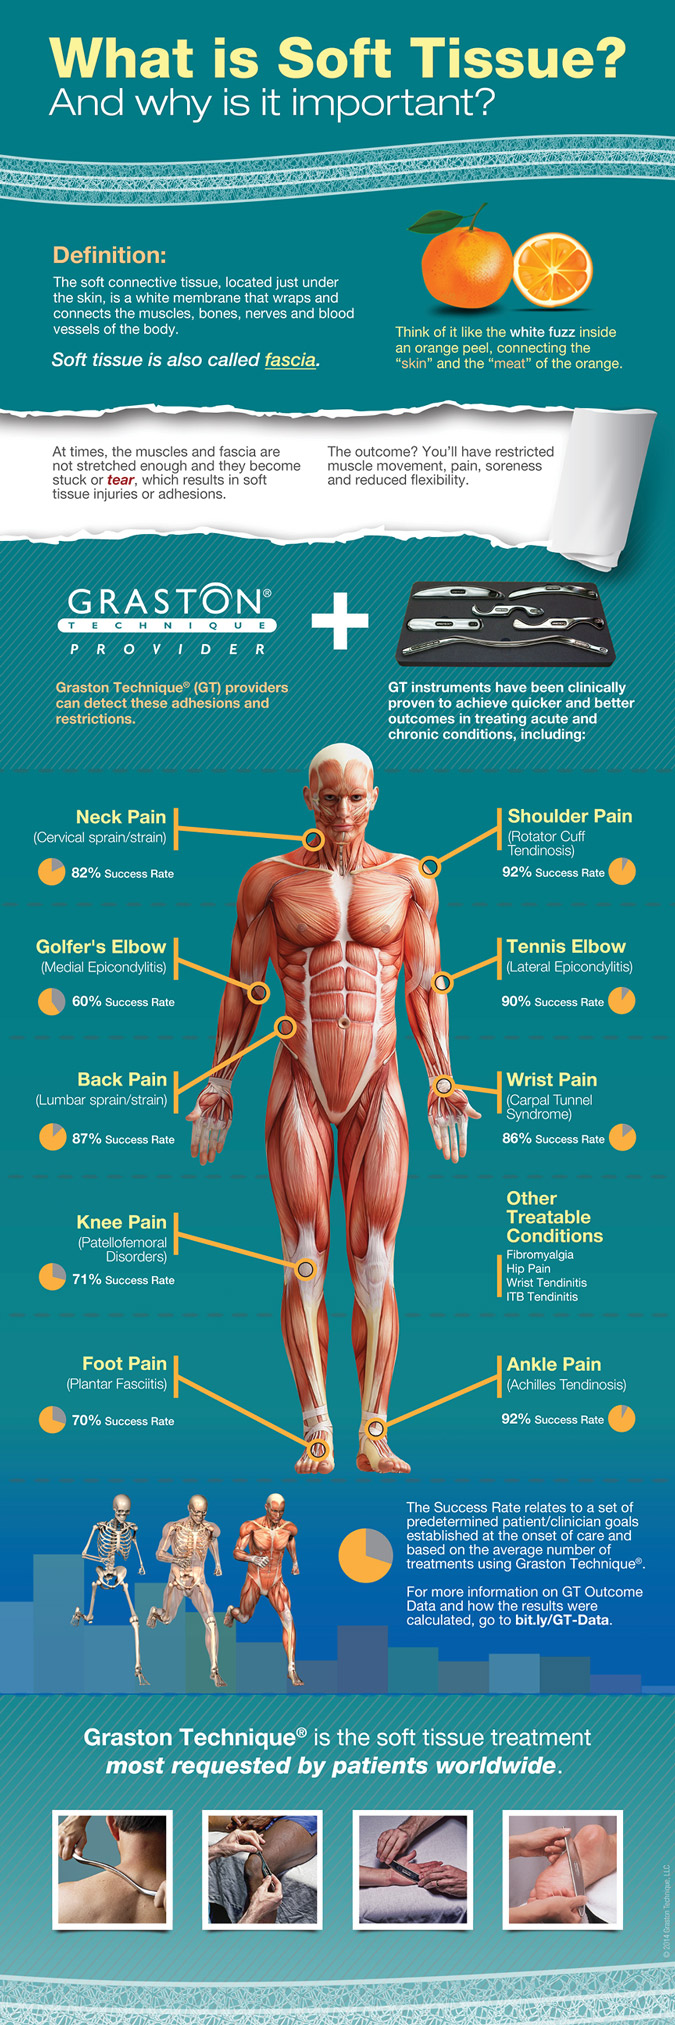 What is Soft Tissue?
And why is it important?
Definition:
The soft connective tissue, located just under
the skin, is a white membrane that wraps and
connects the muscles, bones, nerves and blood
vessels of the body.
Soft tissue is also called fascia.
Think of it like the white fuzz inside
an orange peel, connecting the
“skin” and the “meat” of the orange.
At times, the muscles and fascia are
not stretched enough and they become
stuck or tear, which results in soft
tissue injuries or adhesions.
The outcome? You’ll have restricted
muscle movement, pain, soreness
and reduced flexibility.
GRASTON®
TECHNIQUE
PROVIDER
+
Graston Technique® (GT) providers
can detect these adhesions and
restrictions.
GT instruments have been clinically
proven to achieve quicker and better
outcomes in treating acute and
chronic conditions, including:
Neck Pain
(Cervical sprain/strain)
82% Success Rate
Shoulder Pain
(Rotator Cuff
Tendinosis)
92% Success Rate
Golfer's Elbow
(Medial Epicondylitis)
60% Success Rate
Tennis Elbow
(Lateral Epicondylitis)
90% Success Rate
Back Pain
(Lumbar sprain/strain)
87% Success Rate
Wrist Pain
(Carpal Tunnel
Syndrome)
86% Success Rate
Knee Pain
(Patellofemoral
Disorders)
71% Success Rate
Other
Treatable
Conditions
Fibromyalgia
Hip Pain
Wrist Tendinitis
ITB Tendinitis
Foot Pain
(Plantar Fasciitis)
70% Success Rate
Ankle Pain
(Achilles Tendinosis)
92% Success Rate
The Success Rate relates to a set of
predetermined patient/clinician goals
established at the onset of care and
based on the average number of
treatments using Graston Technique®.
For more information on GT Outcome
Data and how the results were
calculated, go to bit.ly/GT-Data.
Graston Technique® is the soft tissue treatment
most requested by patients worldwide.
© 2014 Graston Technique, LLC